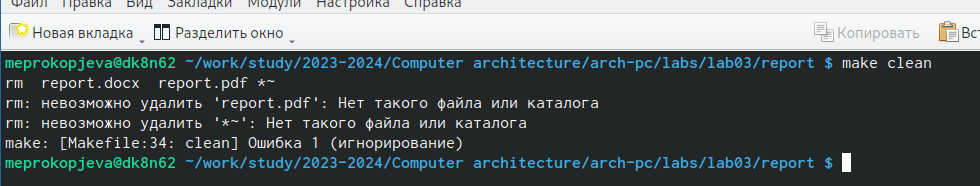 Файл Правка Вид Закладки Модули Настройка Справка
Новая вкладка Разделить окно Копировать
meprokopjeva@dk8n62 ~/work/study/2023-2024/Computer architecture/arch-pc/labs/lab03/report $ make clean
rm  report.docx  report.pdf *~
rm: невозможно удалить 'report.pdf': Нет такого файла или каталога
rm: невозможно удалить '*~': Нет такого файла или каталога
make: [Makefile:34: clean] Ошибка 1 (игнорирование)
meprokopjeva@dk8n62 ~/work/study/2023-2024/Computer architecture/arch-pc/labs/lab03/report $